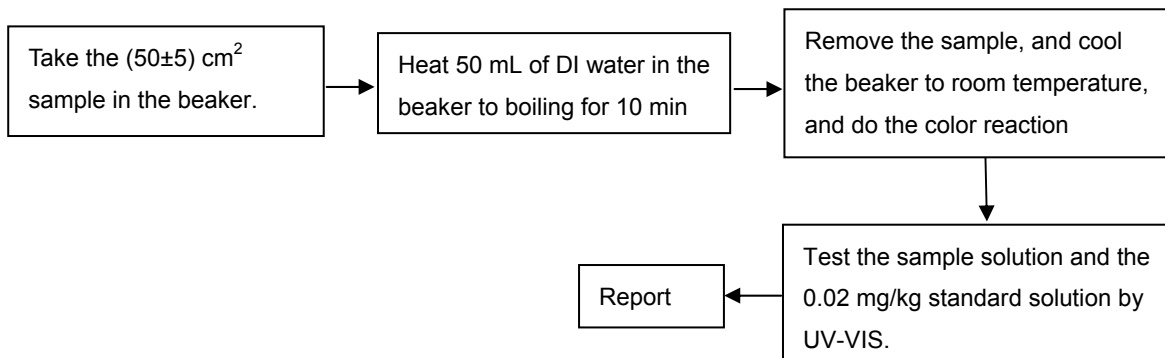 Take the (50±5) cm²
sample in the beaker.
Heat 50 mL of DI water in the
beaker to boiling for 10 min
Remove the sample, and cool
the beaker to room temperature,
and do the color reaction
Test the sample solution and the
0.02 mg/kg standard solution by
UV-VIS.
Report